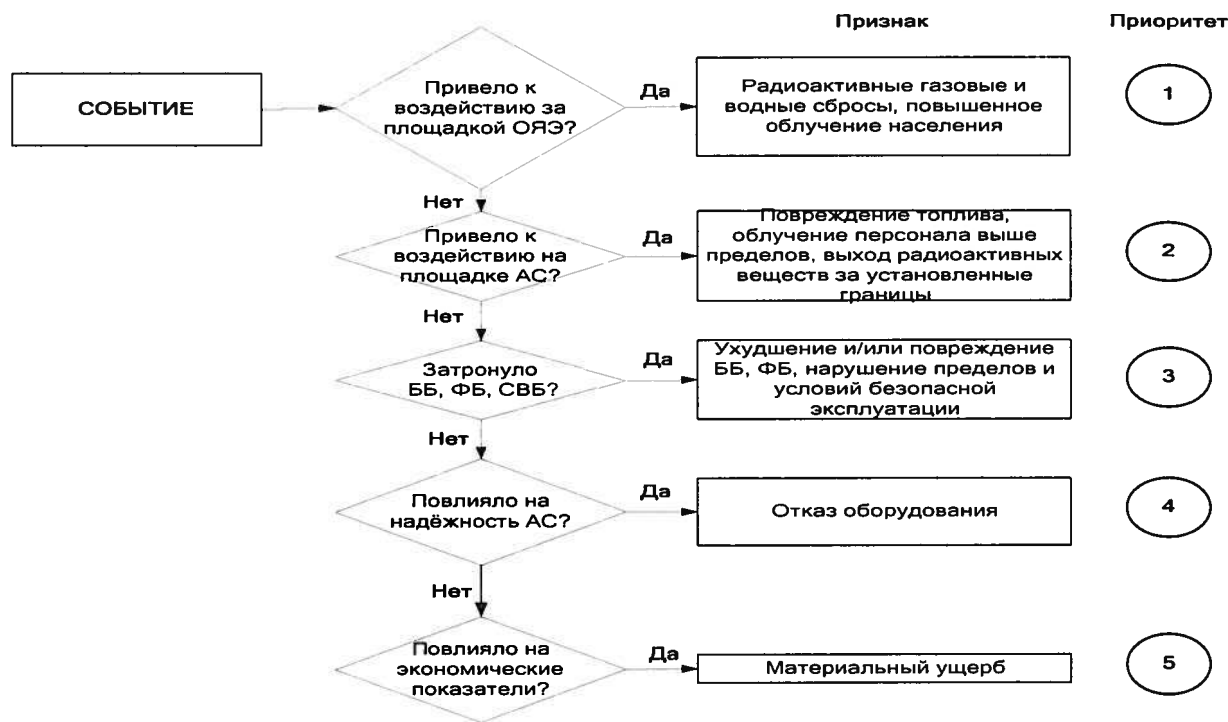 Признак
Приоритет
СОБЫТИЕ
Привело к
воздействию за
площадкой ОЯЭ?
Да
Радиоактивные газовые и
водные сбросы, повышенное
облучение населения
1
Нет
Привело к
воздействию на
площадке АС?
Да
Повреждение топлива,
облучение персонала выше
пределов, выход радиоактивных
веществ за установленные
границы
2
Нет
Затронуло
ББ, ФБ, СВБ?
Да
Ухудшение и/или повреждение
ББ, ФБ, нарушение пределов и
условий безопасной
эксплуатации
3
Нет
Повлияло на
надёжность АС?
Да
Отказ оборудования
4
Нет
Повлияло на
экономические
показатели?
Да
Материальный ущерб
5